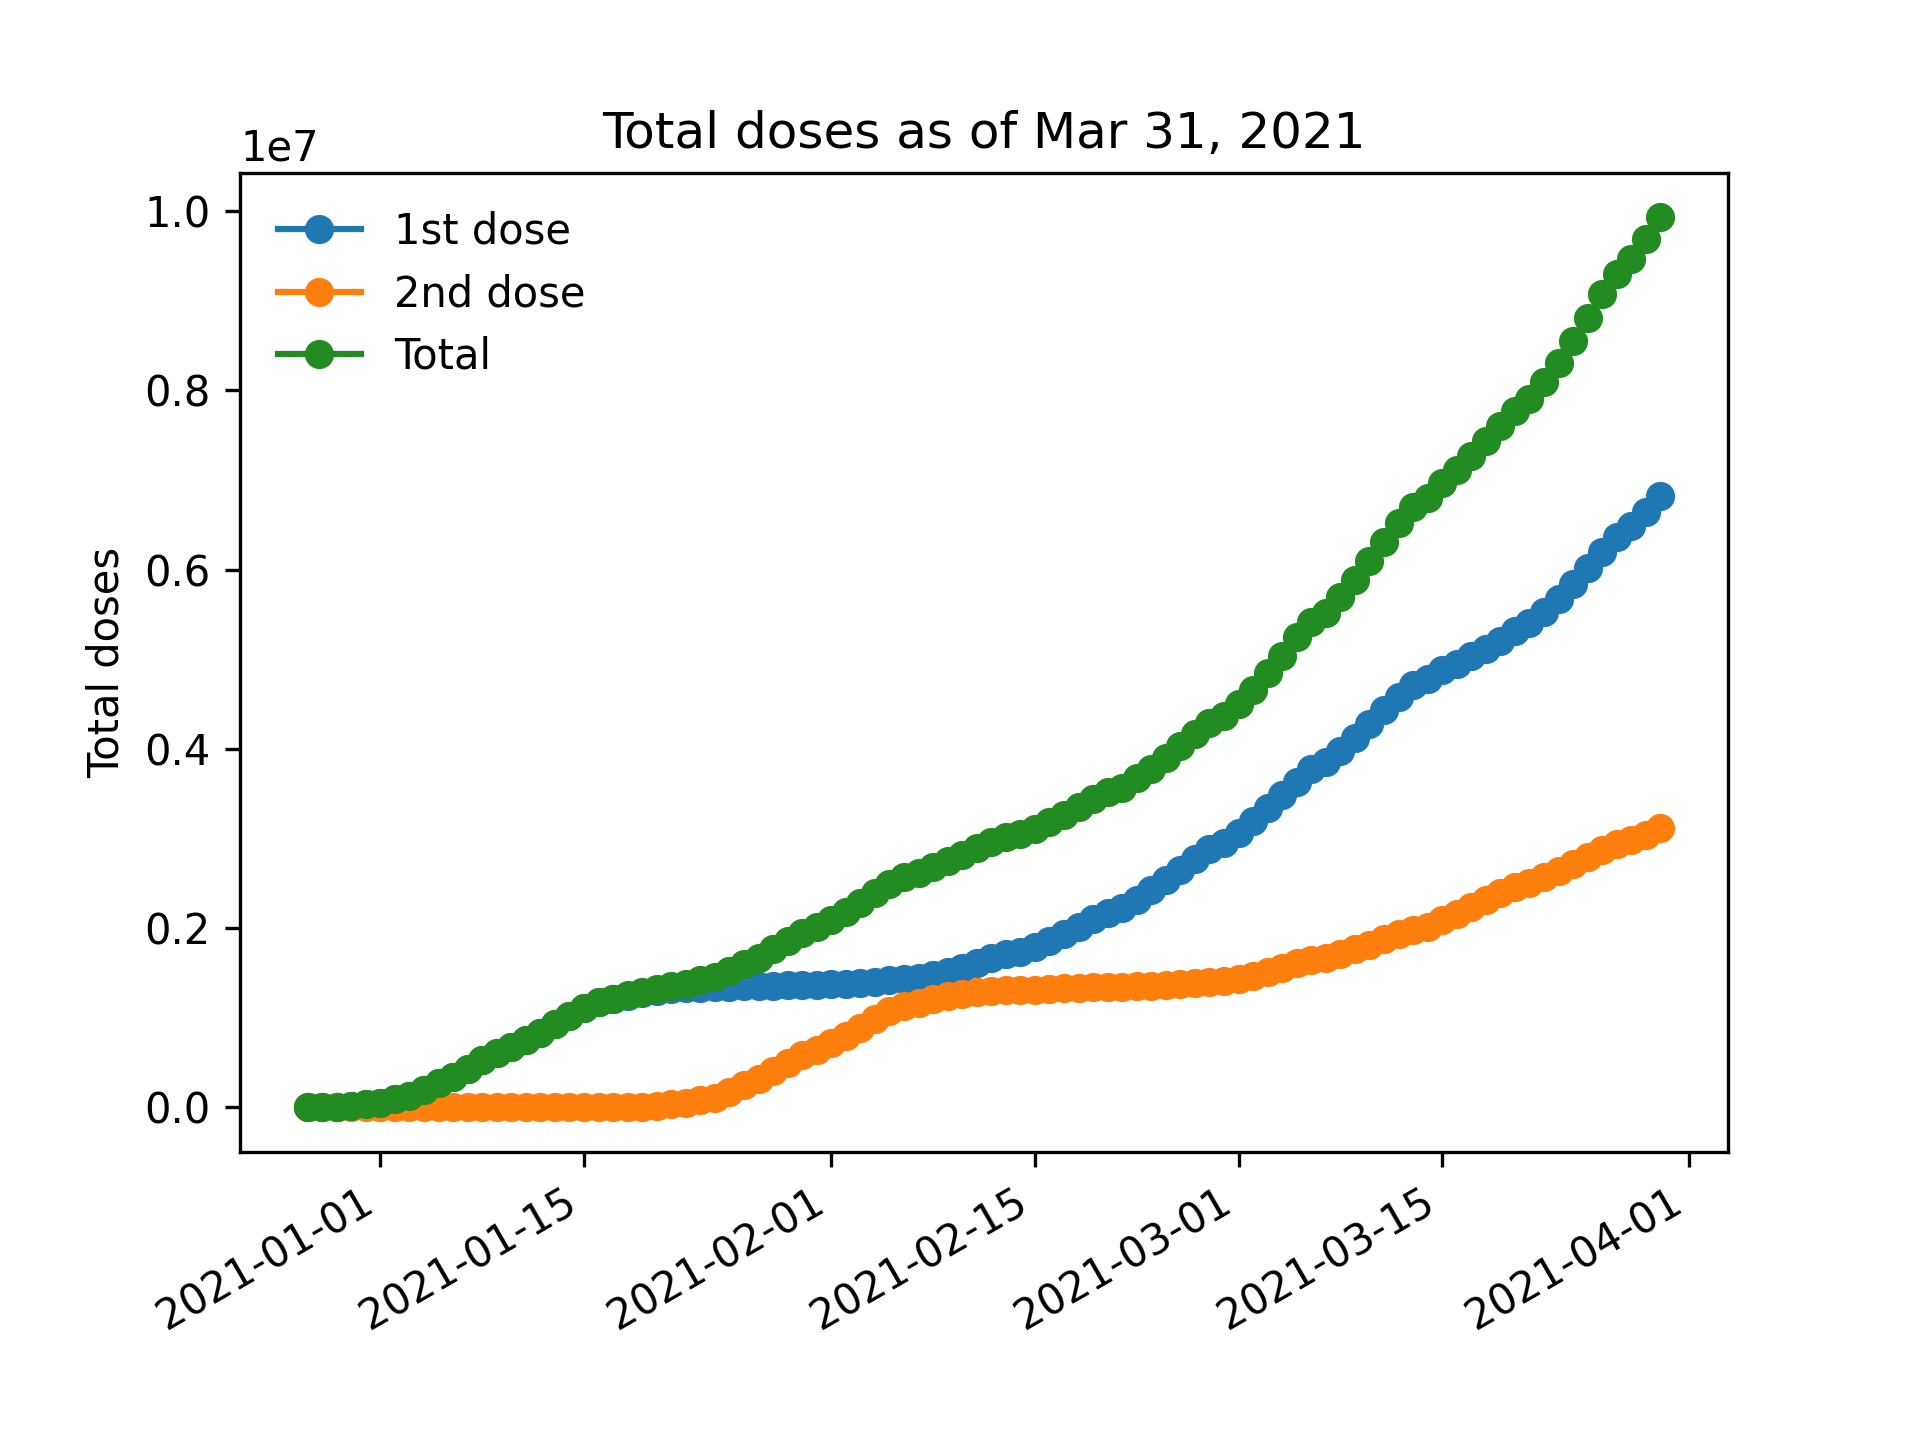 Total doses as of Mar 31, 2021
1e7
1.0
0.8
0.6
0.4
0.2
0.0
Total doses
1st dose
2nd dose
Total
2021-01-01
2021-01-15
2021-02-01
2021-02-15
2021-03-01
2021-03-15
2021-04-01